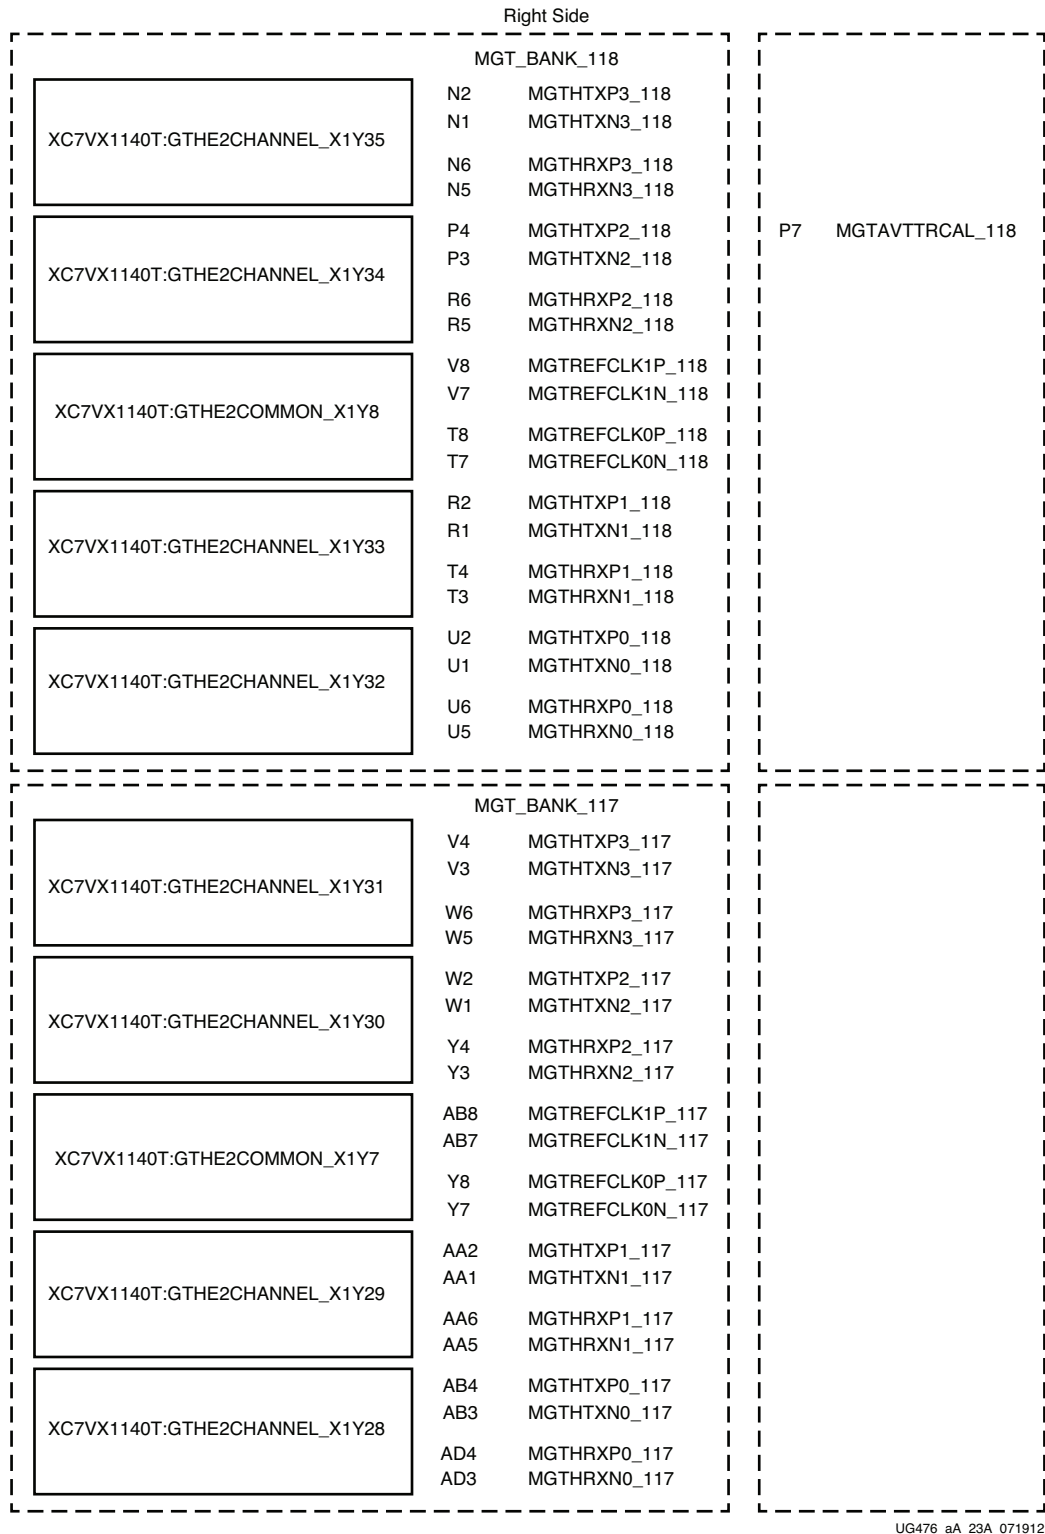 Right Side
MGT_BANK_118
XC7VX1140T:GTHE2CHANNEL_X1Y35
N2 MGTHTXP3_118
N1 MGTHTXN3_118
N6 MGTHRXP3_118
N5 MGTHRXN3_118
XC7VX1140T:GTHE2CHANNEL_X1Y34
P4 MGTHTXP2_118
P3 MGTHTXN2_118
R6 MGTHRXP2_118
R5 MGTHRXN2_118
XC7VX1140T:GTHE2COMMON_X1Y8
V8 MGTREFCLK1P_118
V7 MGTREFCLK1N_118
T8 MGTREFCLK0P_118
T7 MGTREFCLK0N_118
XC7VX1140T:GTHE2CHANNEL_X1Y33
R2 MGTHTXP1_118
R1 MGTHTXN1_118
T4 MGTHRXP1_118
T3 MGTHRXN1_118
XC7VX1140T:GTHE2CHANNEL_X1Y32
U2 MGTHTXP0_118
U1 MGTHTXN0_118
U6 MGTHRXP0_118
U5 MGTHRXN0_118
P7 MGTAVTTRCAL_118
MGT_BANK_117
XC7VX1140T:GTHE2CHANNEL_X1Y31
V4 MGTHTXP3_117
V3 MGTHTXN3_117
W6 MGTHRXP3_117
W5 MGTHRXN3_117
XC7VX1140T:GTHE2CHANNEL_X1Y30
W2 MGTHTXP2_117
W1 MGTHTXN2_117
Y4 MGTHRXP2_117
Y3 MGTHRXN2_117
XC7VX1140T:GTHE2COMMON_X1Y7
AB8 MGTREFCLK1P_117
AB7 MGTREFCLK1N_117
Y8 MGTREFCLK0P_117
Y7 MGTREFCLK0N_117
XC7VX1140T:GTHE2CHANNEL_X1Y29
AA2 MGTHTXP1_117
AA1 MGTHTXN1_117
AA6 MGTHRXP1_117
AA5 MGTHRXN1_117
XC7VX1140T:GTHE2CHANNEL_X1Y28
AB4 MGTHTXP0_117
AB3 MGTHTXN0_117
AD4 MGTHRXP0_117
AD3 MGTHRXN0_117
UG476_aA_23A_071912